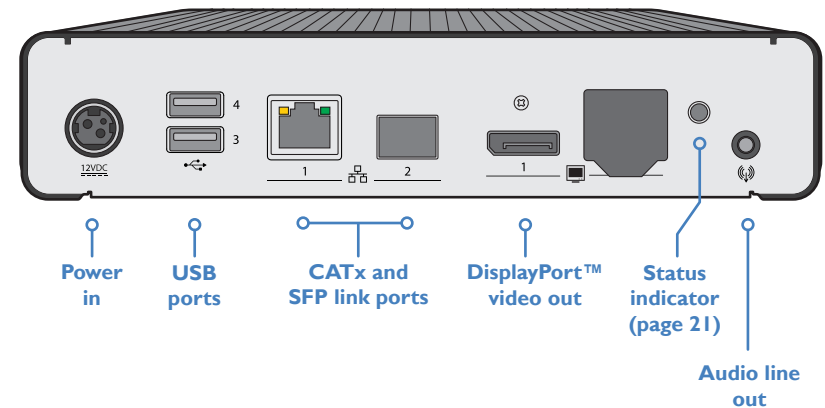 4
3
12VDC
1
2
1
Power
in
USB
ports
CATx and
SFP link ports
DisplayPort™
video out
Status
indicator
(page 21)
Audio line
out